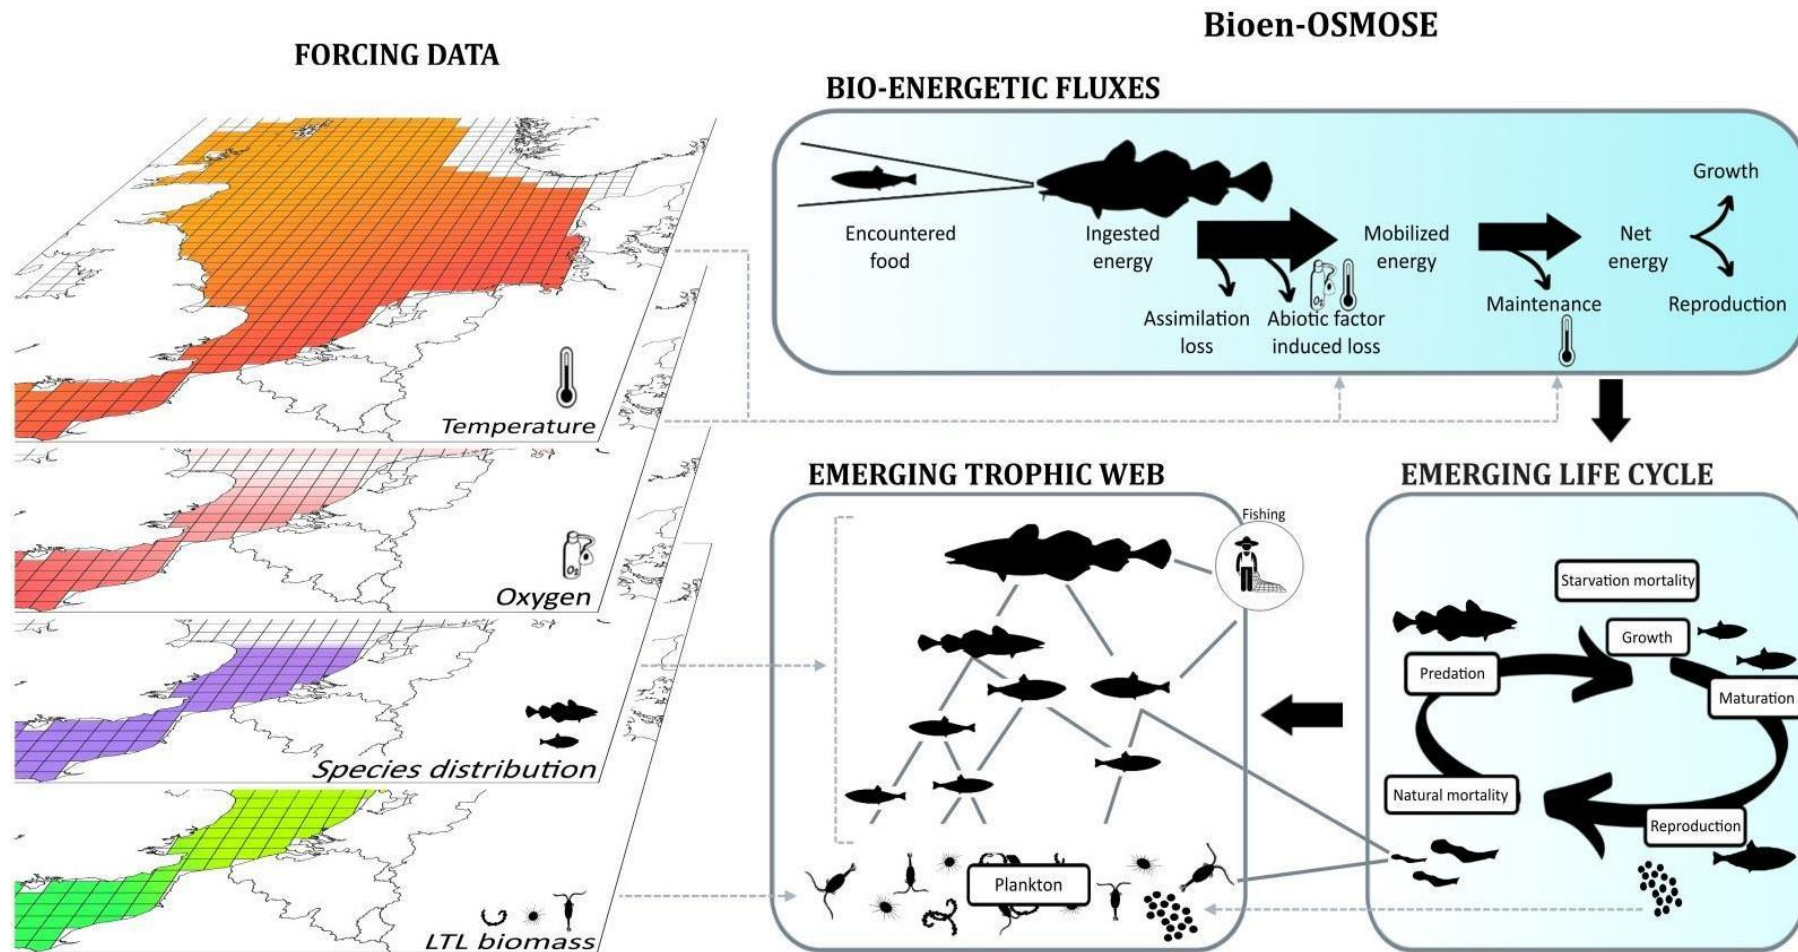 Bioen-OSMOSE
FORCING DATA
BIO-ENERGETIC FLUXES
Growth
Encountered
food
Ingested
energy
Mobilized
energy
Net
energy
Assimilation
loss
Abiotic factor
induced loss
O₂
Maintenance
Reproduction
Temperature
EMERGING TROPHIC WEB
EMERGING LIFE CYCLE
Fishing
Oxygen
O₂
Starvation mortality
Growth
Predation
Maturation
Species distribution
Natural mortality
Reproduction
Plankton
LTL biomass